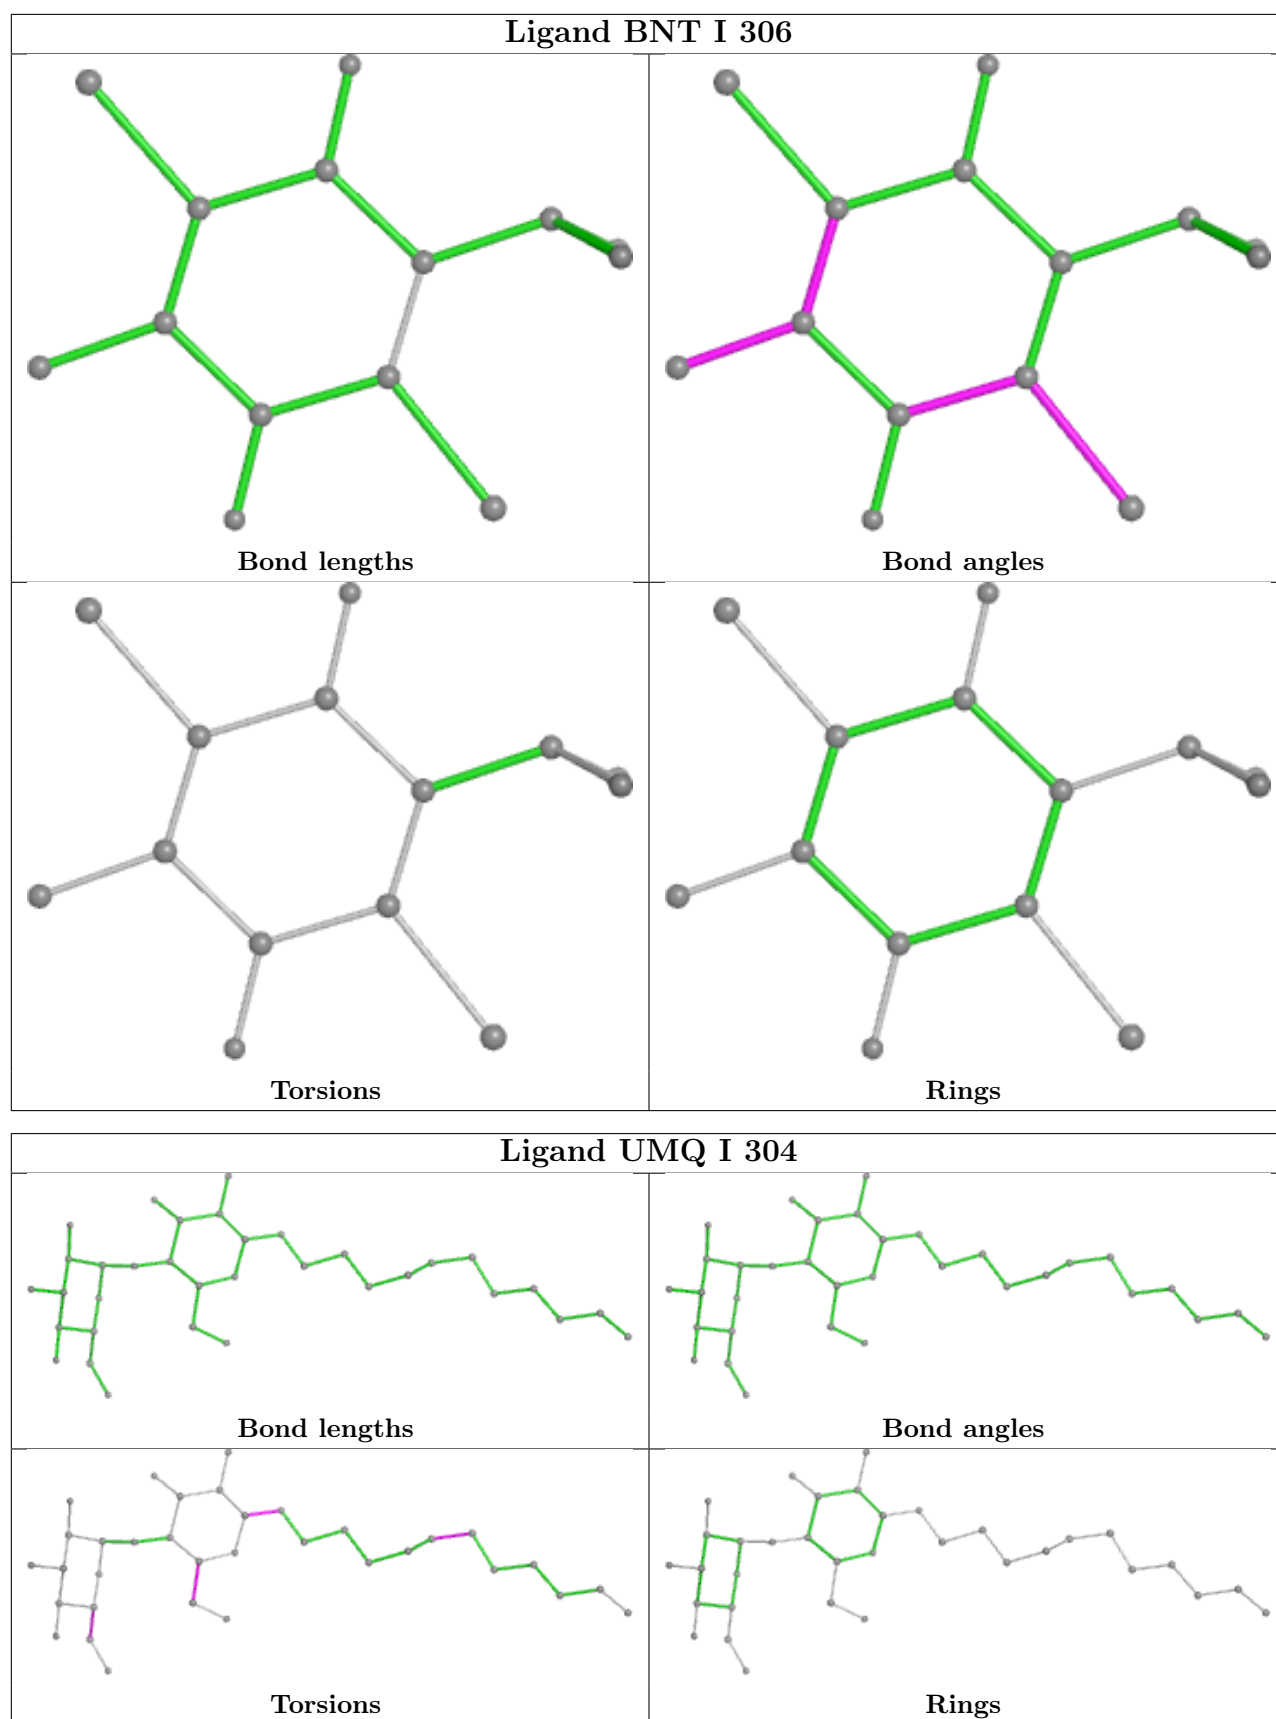 Ligand BNT I 306
Bond lengths
Bond angles
Torsions
Rings
Ligand UMQ I 304
Bond lengths
Bond angles
Torsions
Rings